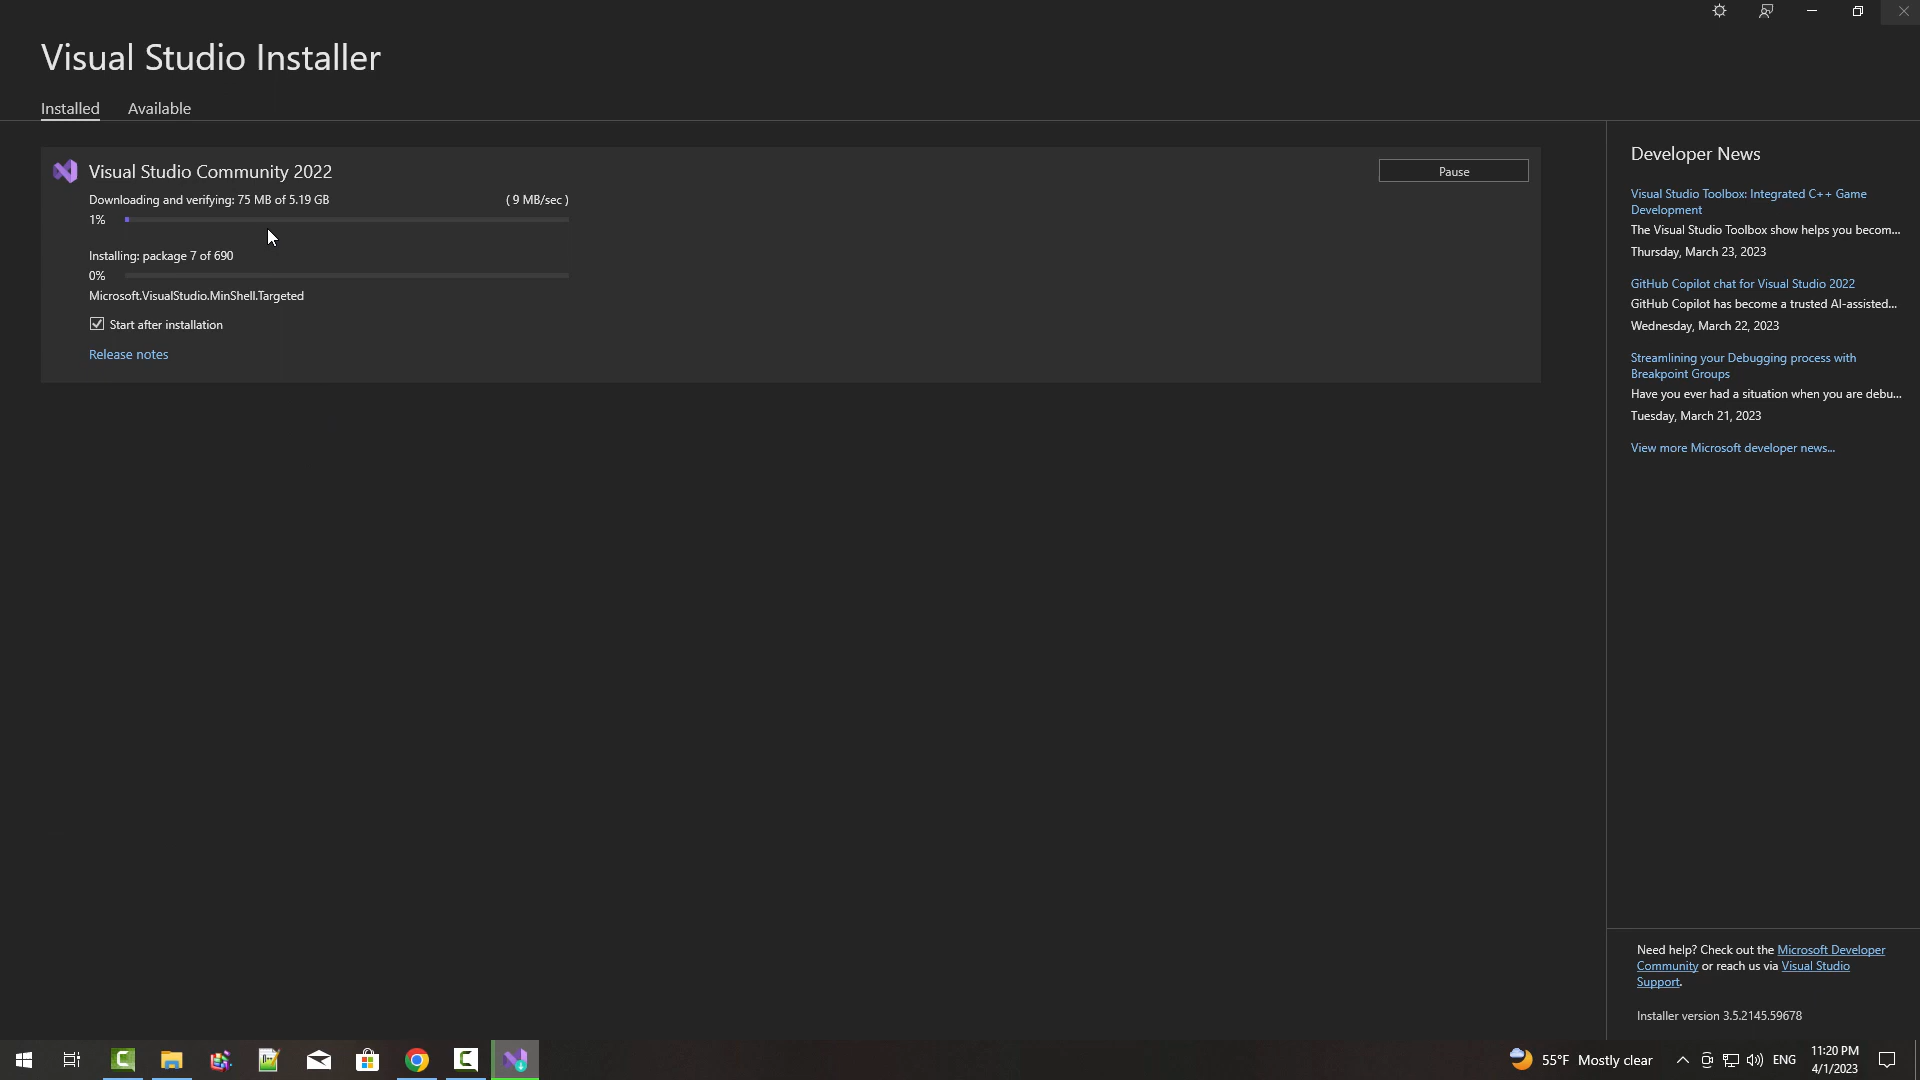 Visual Studio Installer
Installed
Available
Visual Studio Community 2022
Pause
Downloading and verifying: 75 MB of 5.19 GB
( 9 MB/sec )
1%
Installing: package 7 of 690
0%
Microsoft.VisualStudio.MinShell.Targeted
Start after installation
Release notes
Developer News
Visual Studio Toolbox: Integrated C++ Game
Development
The Visual Studio Toolbox show helps you becom...
Thursday, March 23, 2023
GitHub Copilot chat for Visual Studio 2022
GitHub Copilot has become a trusted AI-assisted...
Wednesday, March 22, 2023
Streamlining your Debugging process with
Breakpoint Groups
Have you ever had a situation when you are debu...
Tuesday, March 21, 2023
View more Microsoft developer news...
Need help? Check out the Microsoft Developer
Community or reach us via Visual Studio
Support.
Installer version 3.5.2145.59678
55°F Mostly clear
ENG
11:20 PM
4/1/2023